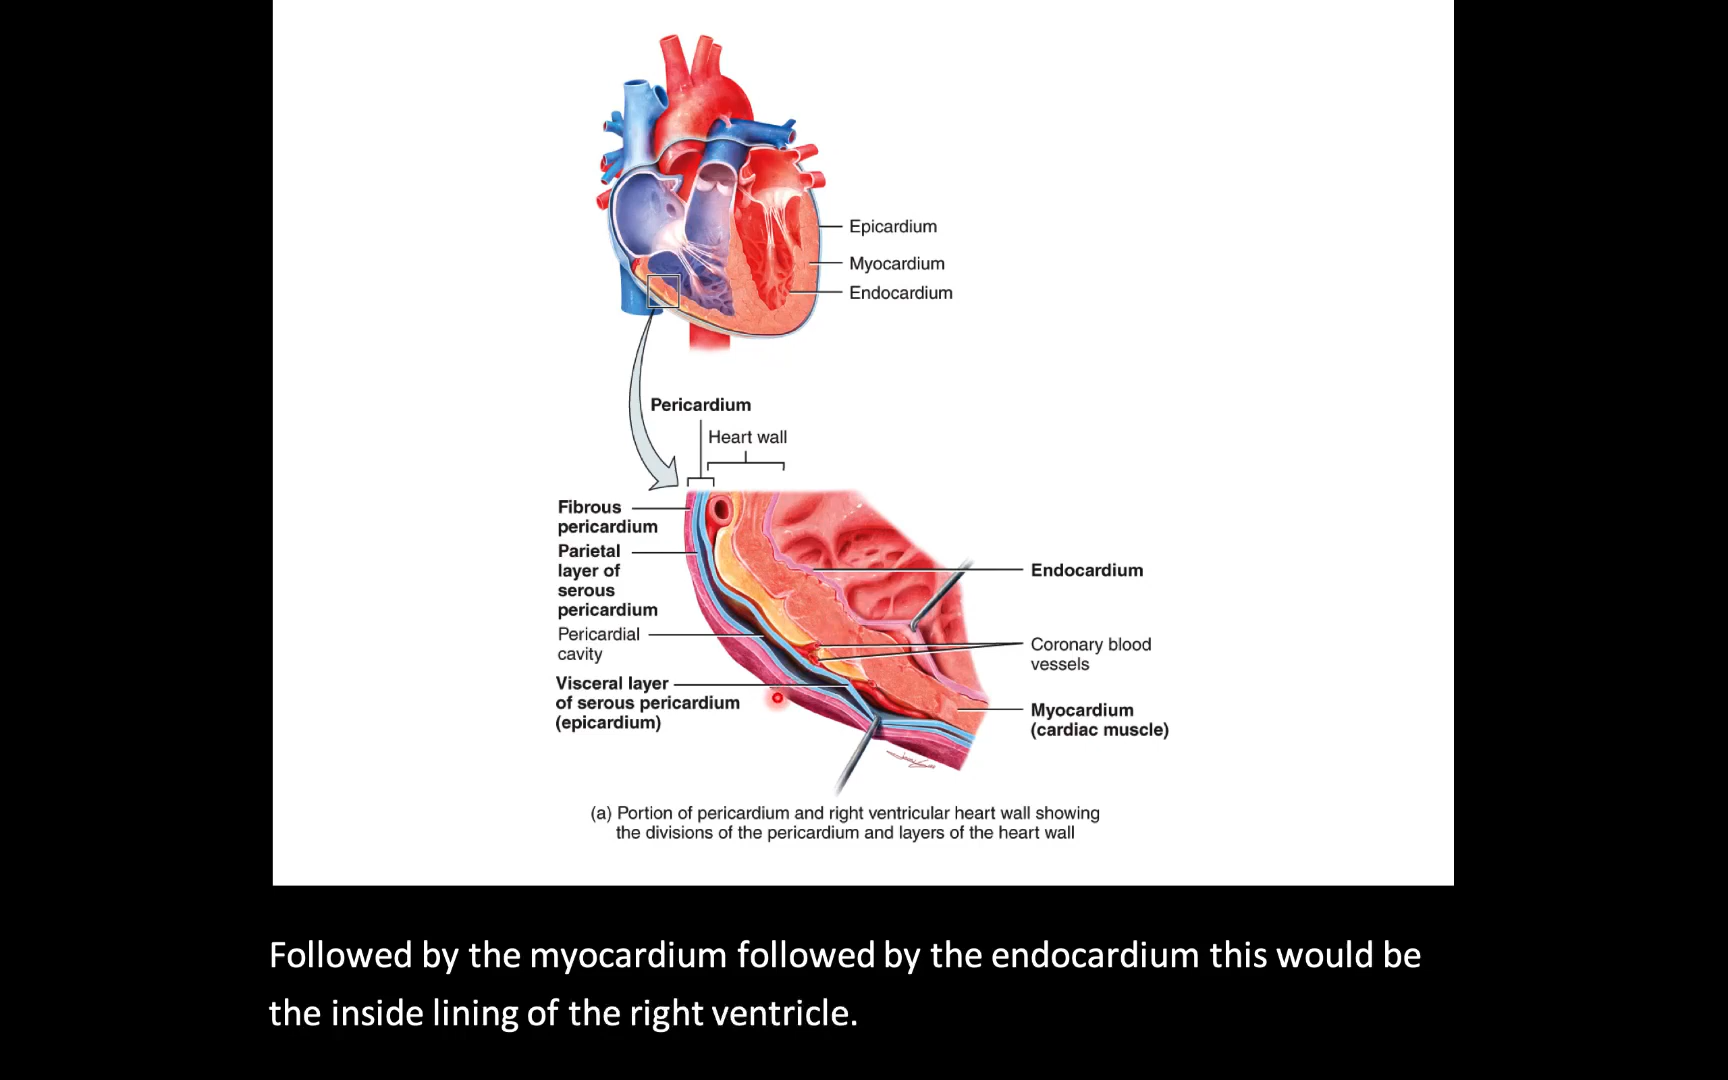 Epicardium
Myocardium
Endocardium
Pericardium
Heart wall
Fibrous
pericardium
Parietal
layer of
serous
pericardium
Pericardial
cavity
Visceral layer
of serous pericardium
(epicardium)
Endocardium
Coronary blood
vessels
Myocardium
(cardiac muscle)
(a) Portion of pericardium and right ventricular heart wall showing
the divisions of the pericardium and layers of the heart wall
Followed by the myocardium followed by the endocardium this would be
the inside lining of the right ventricle.